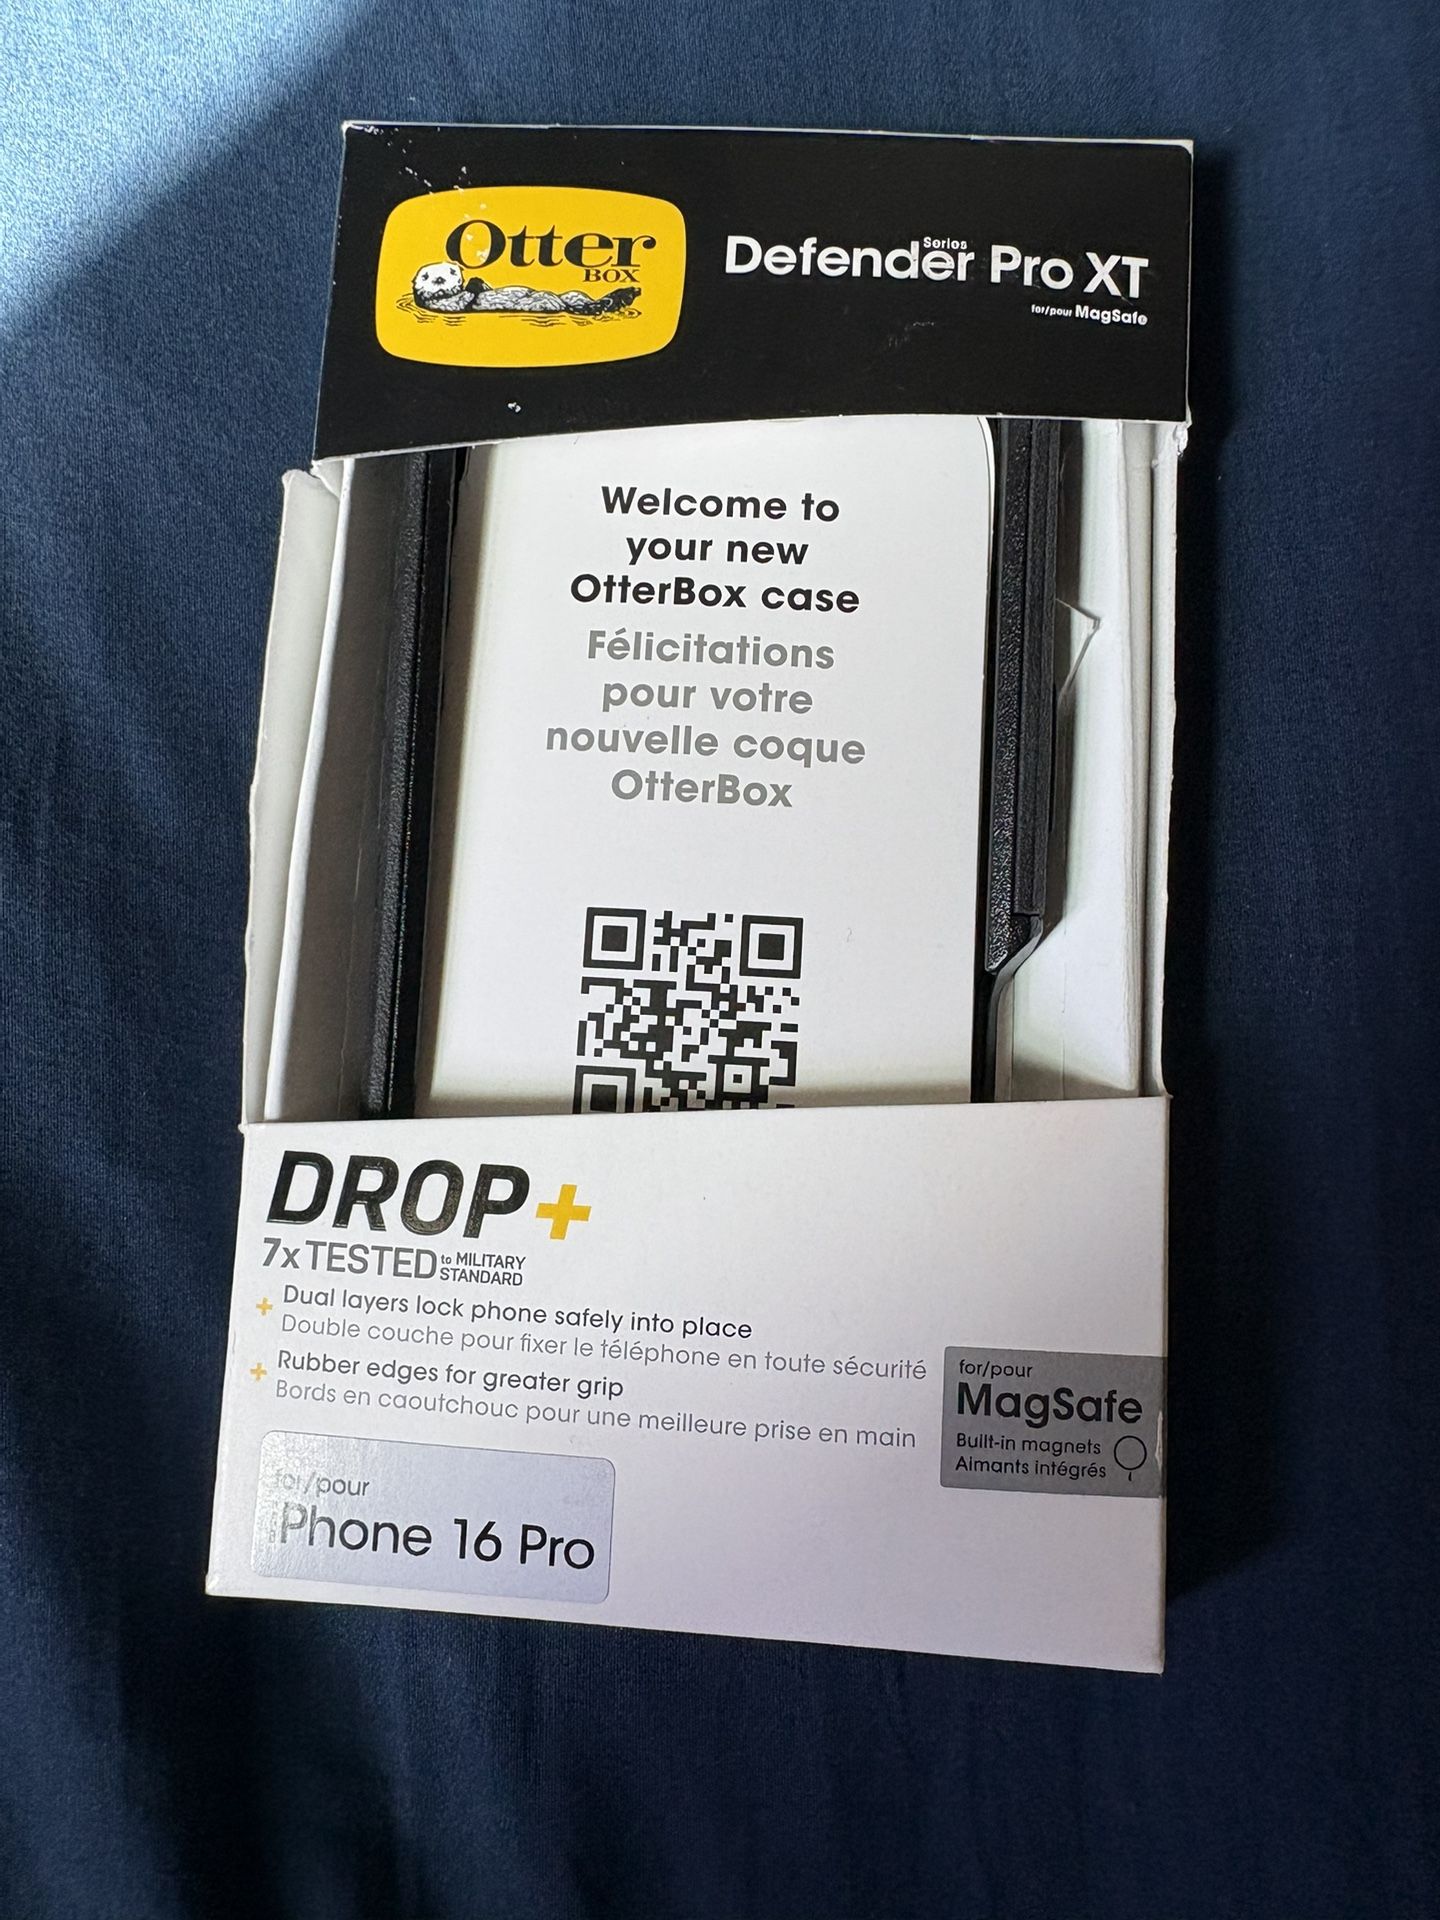 Otter
BOX
Defender Series Pro XT
for/pour MagSafe
Welcome to
your new
OtterBox case
Félicitations
pour votre
nouvelle coque
OtterBox
DROP+
7x TESTED to MILITARY
STANDARD
+ Dual layers lock phone safely into place
Double couche pour fixer le téléphone en toute sécurité
+ Rubber edges for greater grip
Bords en caoutchouc pour une meilleure prise en main
for/pour
MagSafe
Built-in magnets
Aimants intégrés
for/pour
iPhone 16 Pro